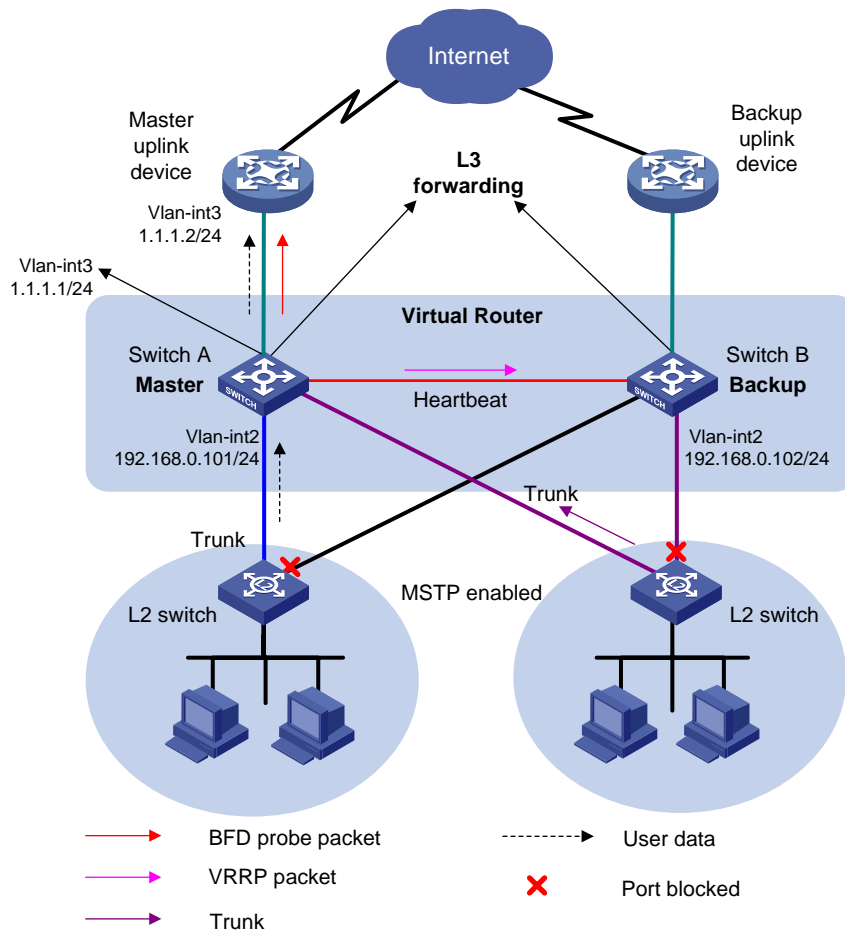 Internet
Master
uplink
device
Backup
uplink
device
L3
forwarding
Vlan-int3
1.1.1.2/24
Vlan-int3
1.1.1.1/24
Virtual Router
Switch A
Master
SWITCH
Heartbeat
SWITCH
Switch B
Backup
Vlan-int2
192.168.0.101/24
Vlan-int2
192.168.0.102/24
Trunk
Trunk
MSTP enabled
L2 switch
L2 switch
BFD probe packet
User data
VRRP packet
Port blocked
Trunk